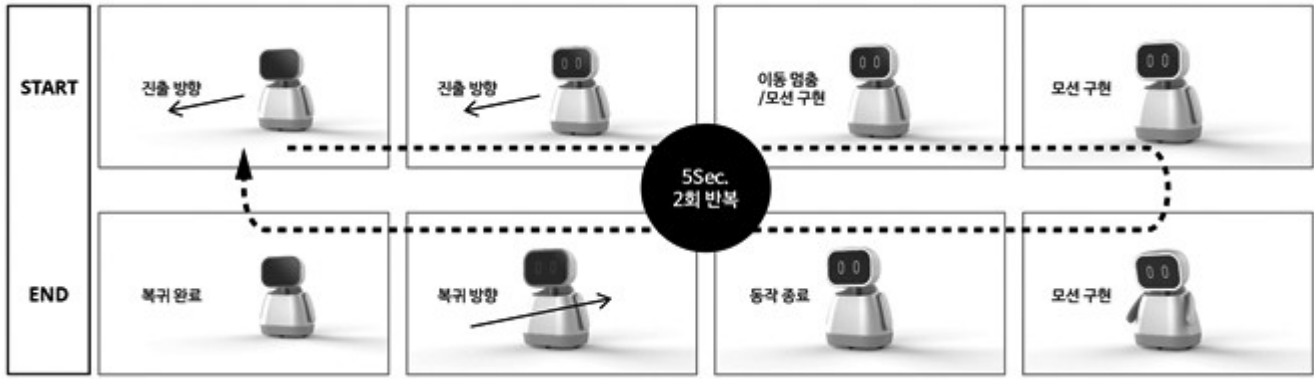 START
진출 방향
진출 방향
이동 멈춤
/모션 구현
모션 구현
5Sec.
2회 반복
END
복귀 완료
복귀 방향
동작 종료
모션 구현